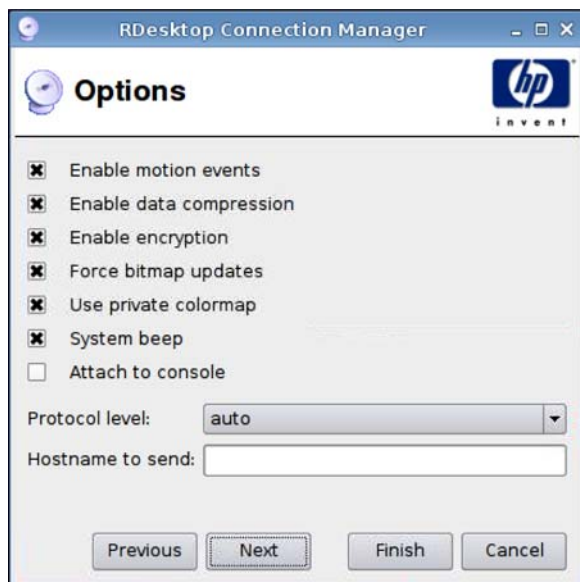 RDesktop Connection Manager
Options
hp
invent
Enable motion events
Enable data compression
Enable encryption
Force bitmap updates
Use private colormap
System beep
Attach to console
Protocol level: auto
Hostname to send:
Previous Next Finish Cancel